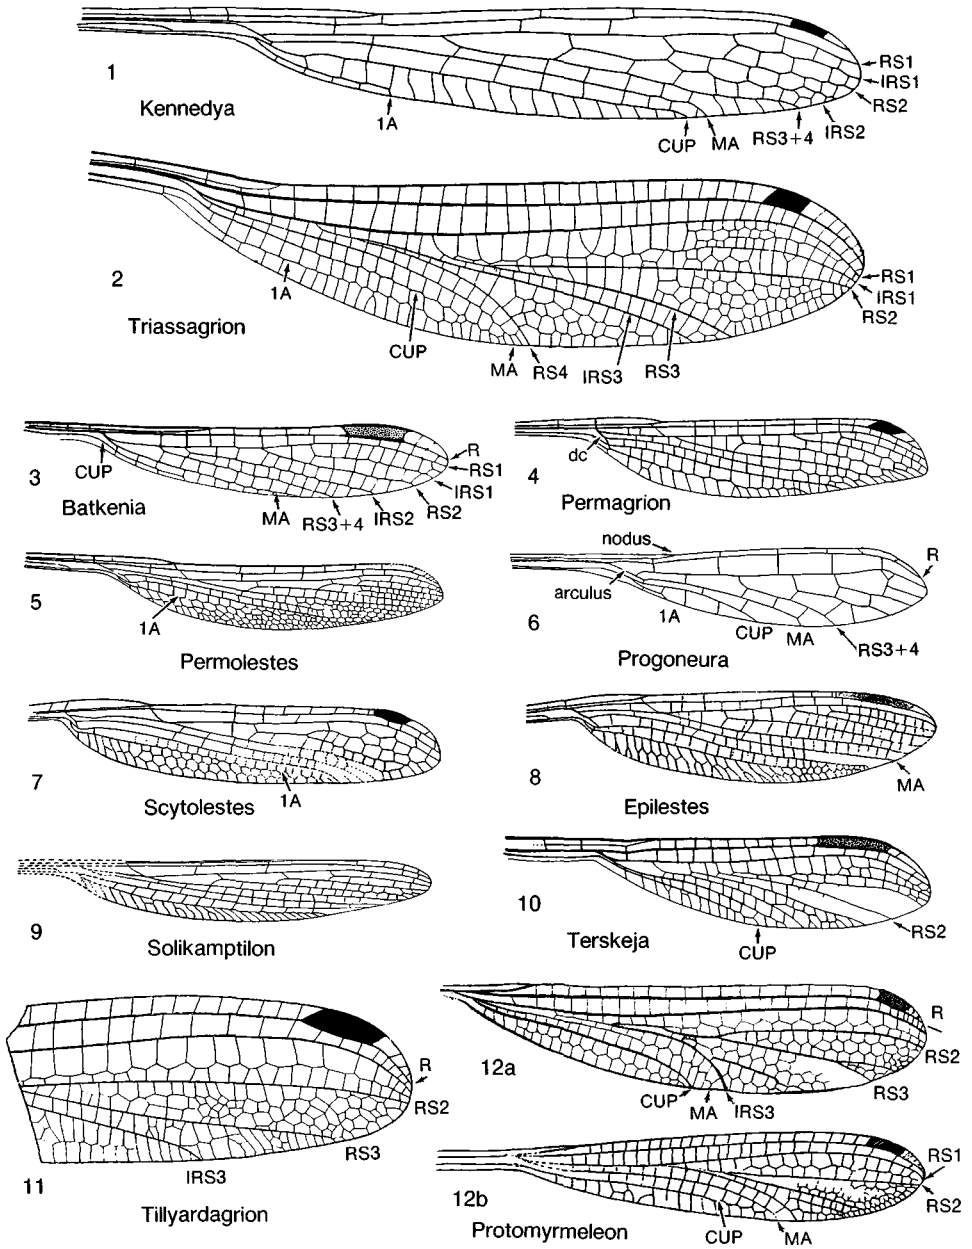 RS1
IRS1
RS2
1
1A
Kennedya
CUP MA RS3+4 IRS2
2
1A
Triassagrion
CUP
MA RS4 IRS3 RS3
RS1
IRS1
RS2
3
CUP
Batkenia
MA RS3+4 IRS2 RS2
R
RS1
IRS1
4
dc
Permagrion
5
1A
Permolestes
nodus
arculus
R
6
1A
CUP MA
RS3+4
Progoneura
7
1A
Scytolestes
8
MA
Epilestes
9
Solikamptilon
10
Terskeja
RS2
CUP
11
R
RS2
RS3
IRS3
Tillyardagrion
12a
R
RS2
RS3
CUP MA IRS3
12b
RS1
RS2
Protomyrmeleon
CUP MA